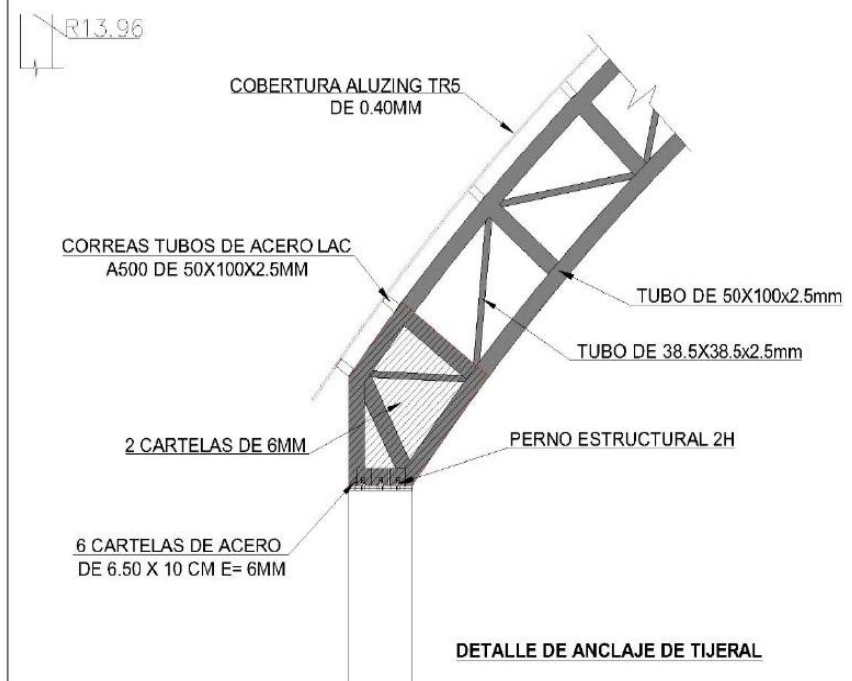 R13.96
COBERTURA ALUZING TR5
DE 0.40MM
CORREAS TUBOS DE ACERO LAC
A500 DE 50X100X2.5MM
TUBO DE 50X100x2.5mm
TUBO DE 38.5X38.5x2.5mm
2 CARTELAS DE 6MM
PERNO ESTRUCTURAL 2H
6 CARTELAS DE ACERO
DE 6.50 X 10 CM E= 6MM
DETALLE DE ANCLAJE DE TIJERAL